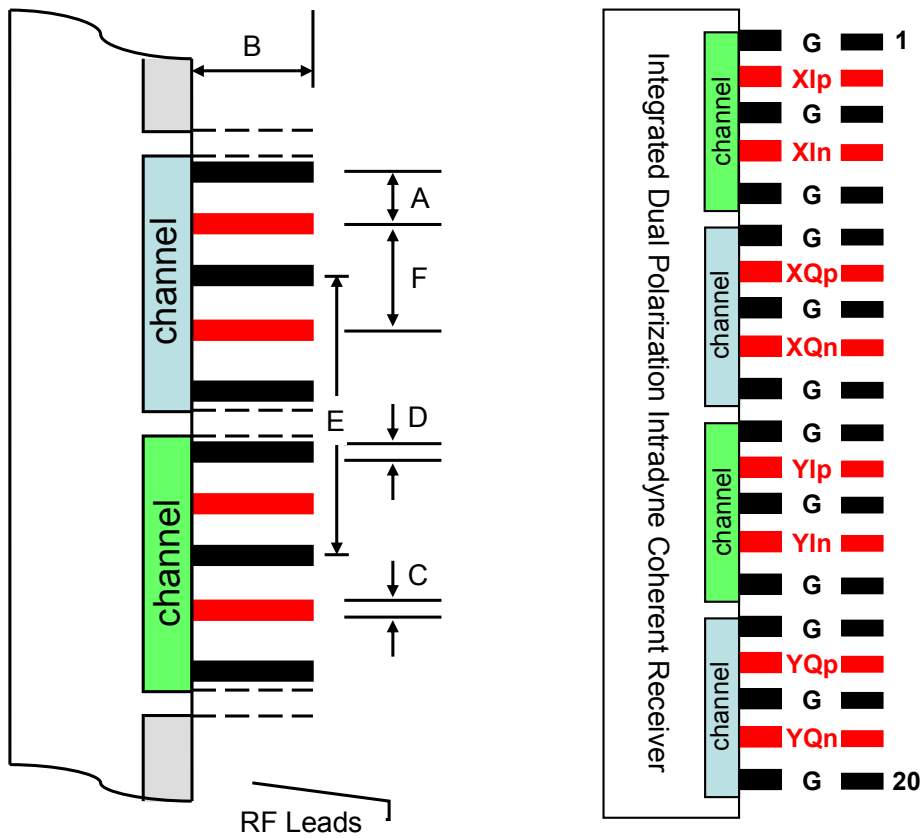 B
A
F
E
D
C
channel
channel
RF Leads
Integrated Dual Polarization Intradyne Coherent Receiver
channel
channel
channel
channel
G 1
XIp
G
XIn
G
G
XQp
G
XQn
G
G
YIp
G
YIn
G
G
YQp
G
YQn
G 20